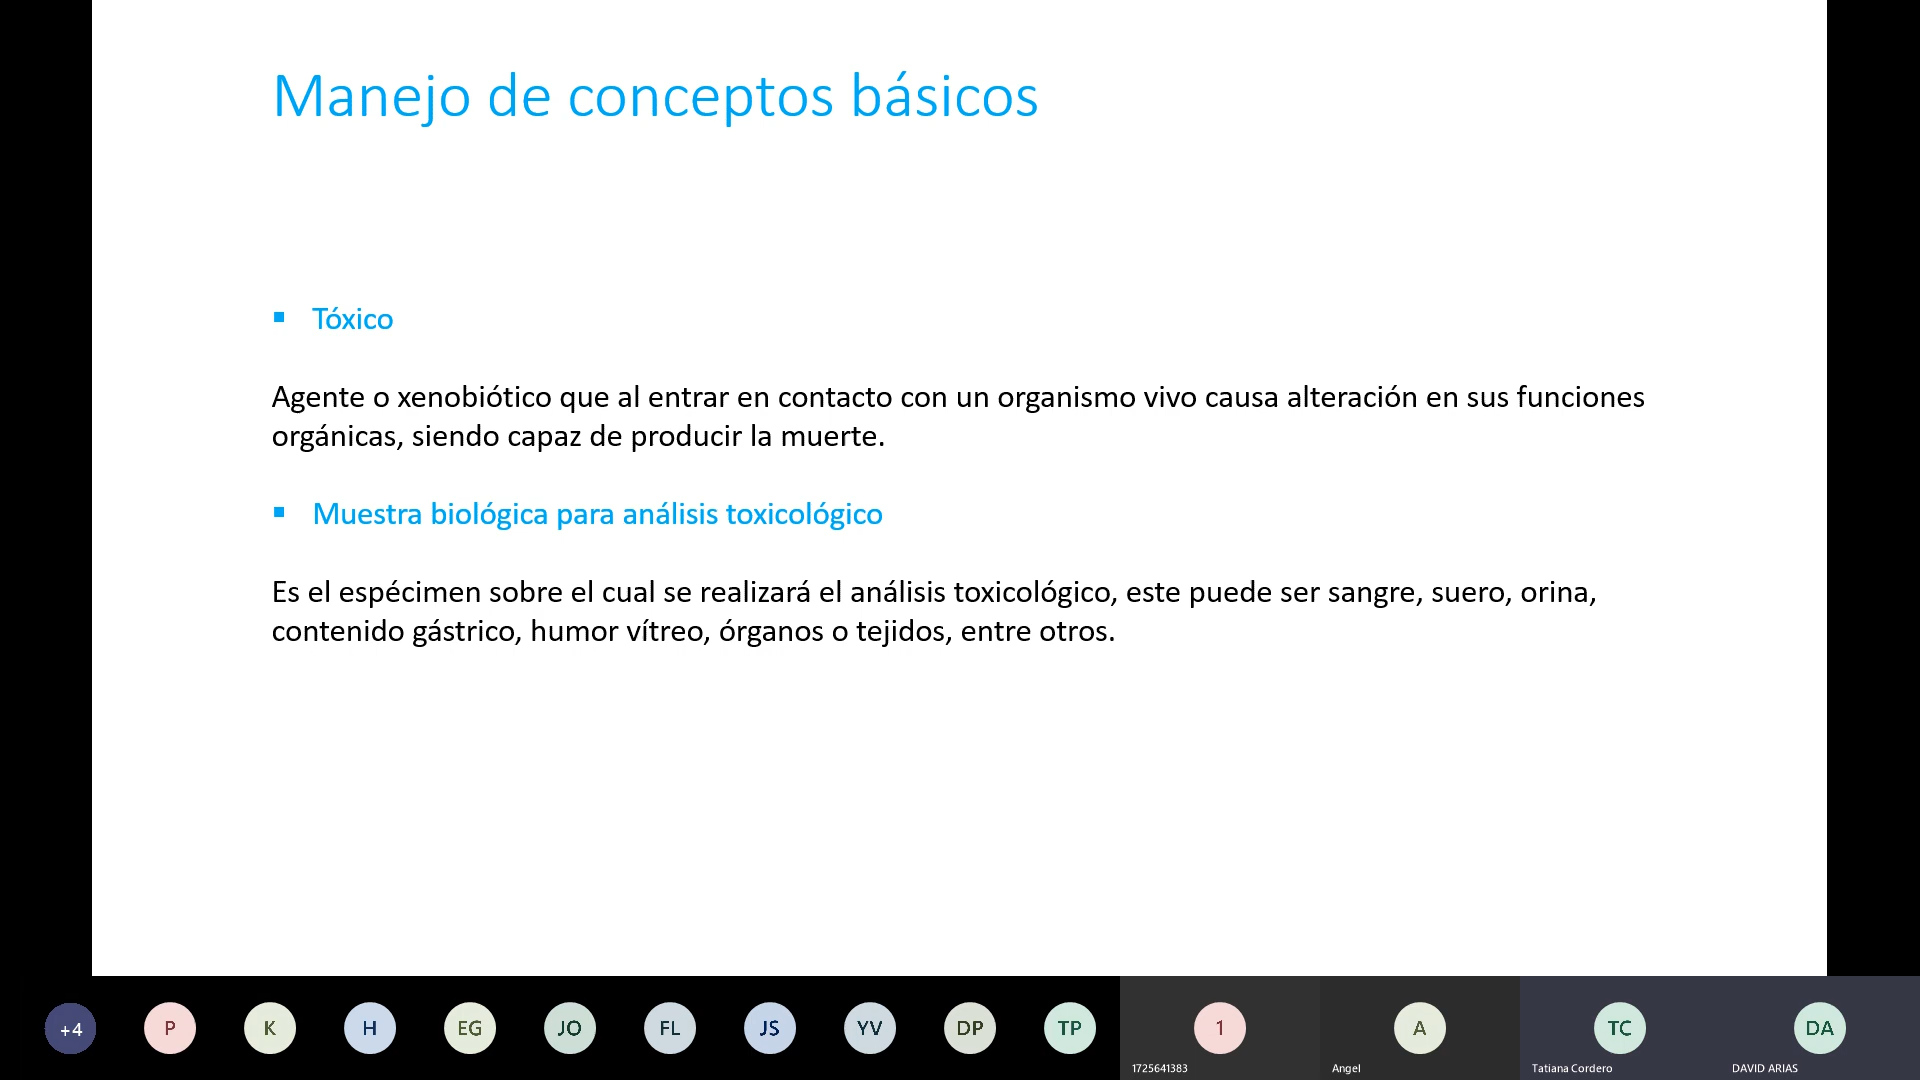 Manejo de conceptos básicos
▪ Tóxico
Agente o xenobiótico que al entrar en contacto con un organismo vivo causa alteración en sus funciones
orgánicas, siendo capaz de producir la muerte.
▪ Muestra biológica para análisis toxicológico
Es el espécimen sobre el cual se realizará el análisis toxicológico, este puede ser sangre, suero, orina,
contenido gástrico, humor vítreo, órganos o tejidos, entre otros.
+4 P K H EG JO FL JS YV DP TP 1 A TC DA
1725641383 Angel Tatiana Cordero DAVID ARIAS